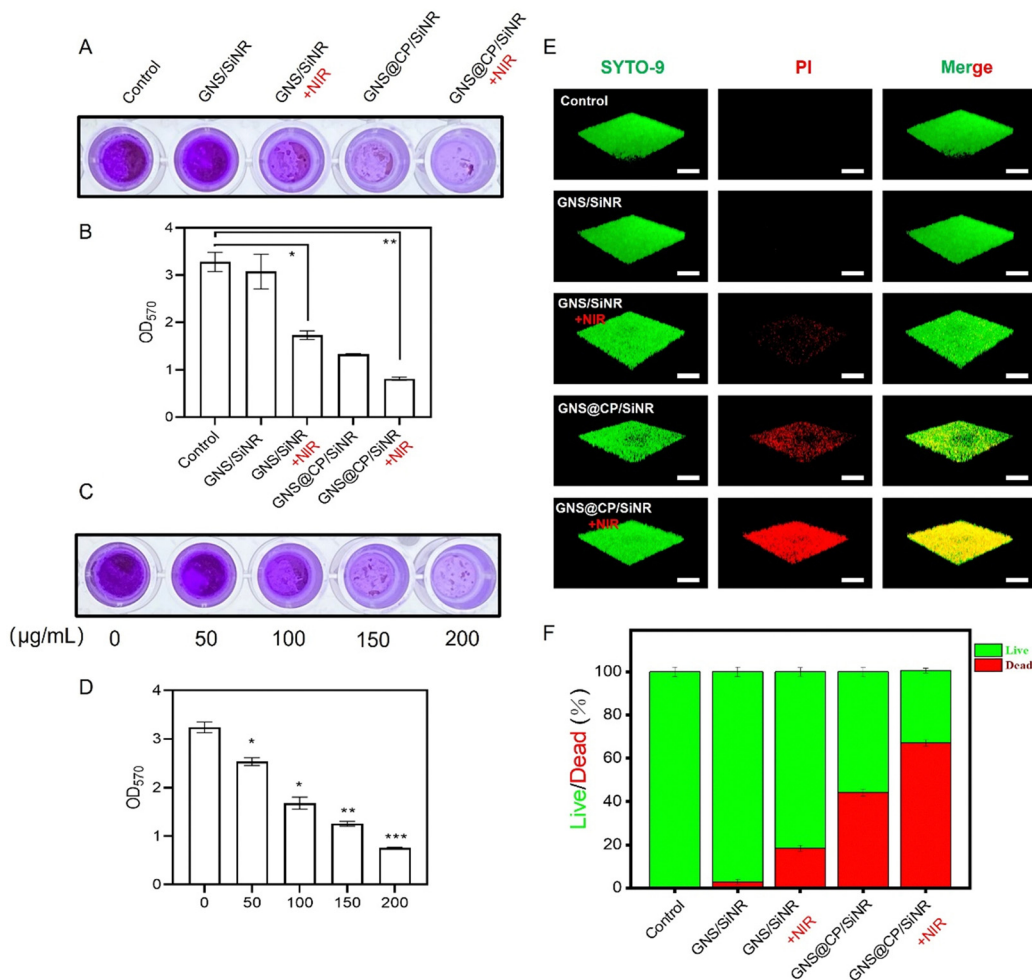 A
Control
GNS/SiNR
GNS/SiNR
+NIR
GNS@CP/SiNR
GNS@CP/SiNR
+NIR
B
4
3
2
1
0
OD570
*
**
Control
GNS/SiNR
GNS/SiNR
+NIR
GNS@CP/SiNR
GNS@CP/SiNR
+NIR
C
(μg/mL)
0
50
100
150
200
D
4
3
2
1
0
OD570
*
*
**
***
0
50
100
150
200
E
SYTO-9
PI
Merge
Control
GNS/SiNR
GNS/SiNR
+NIR
GNS@CP/SiNR
GNS@CP/SiNR
+NIR
F
Live/Dead (%)
100
80
60
40
20
0
Live
Dead
Control
GNS/SiNR
GNS/SiNR
+NIR
GNS@CP/SiNR
GNS@CP/SiNR
+NIR